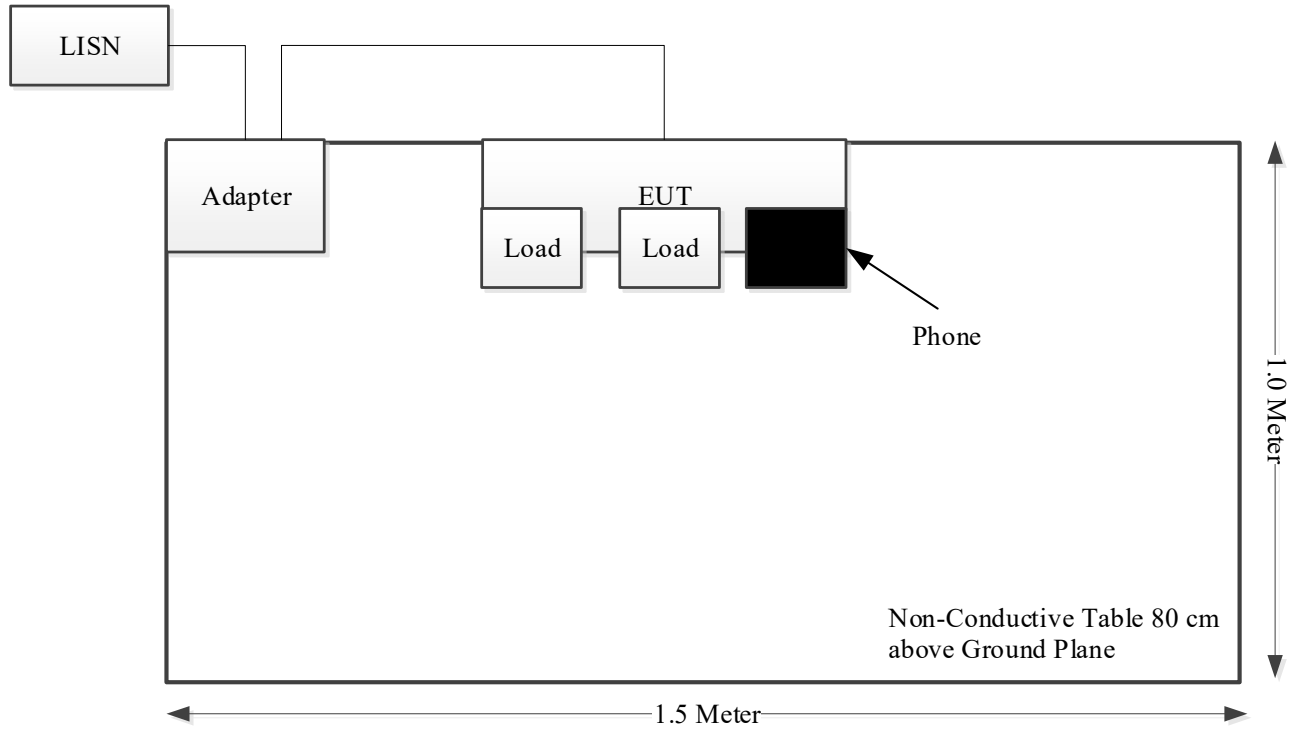 LISN
Adapter
EUT
Load
Load
Phone
1.0 Meter
Non-Conductive Table 80 cm
above Ground Plane
1.5 Meter